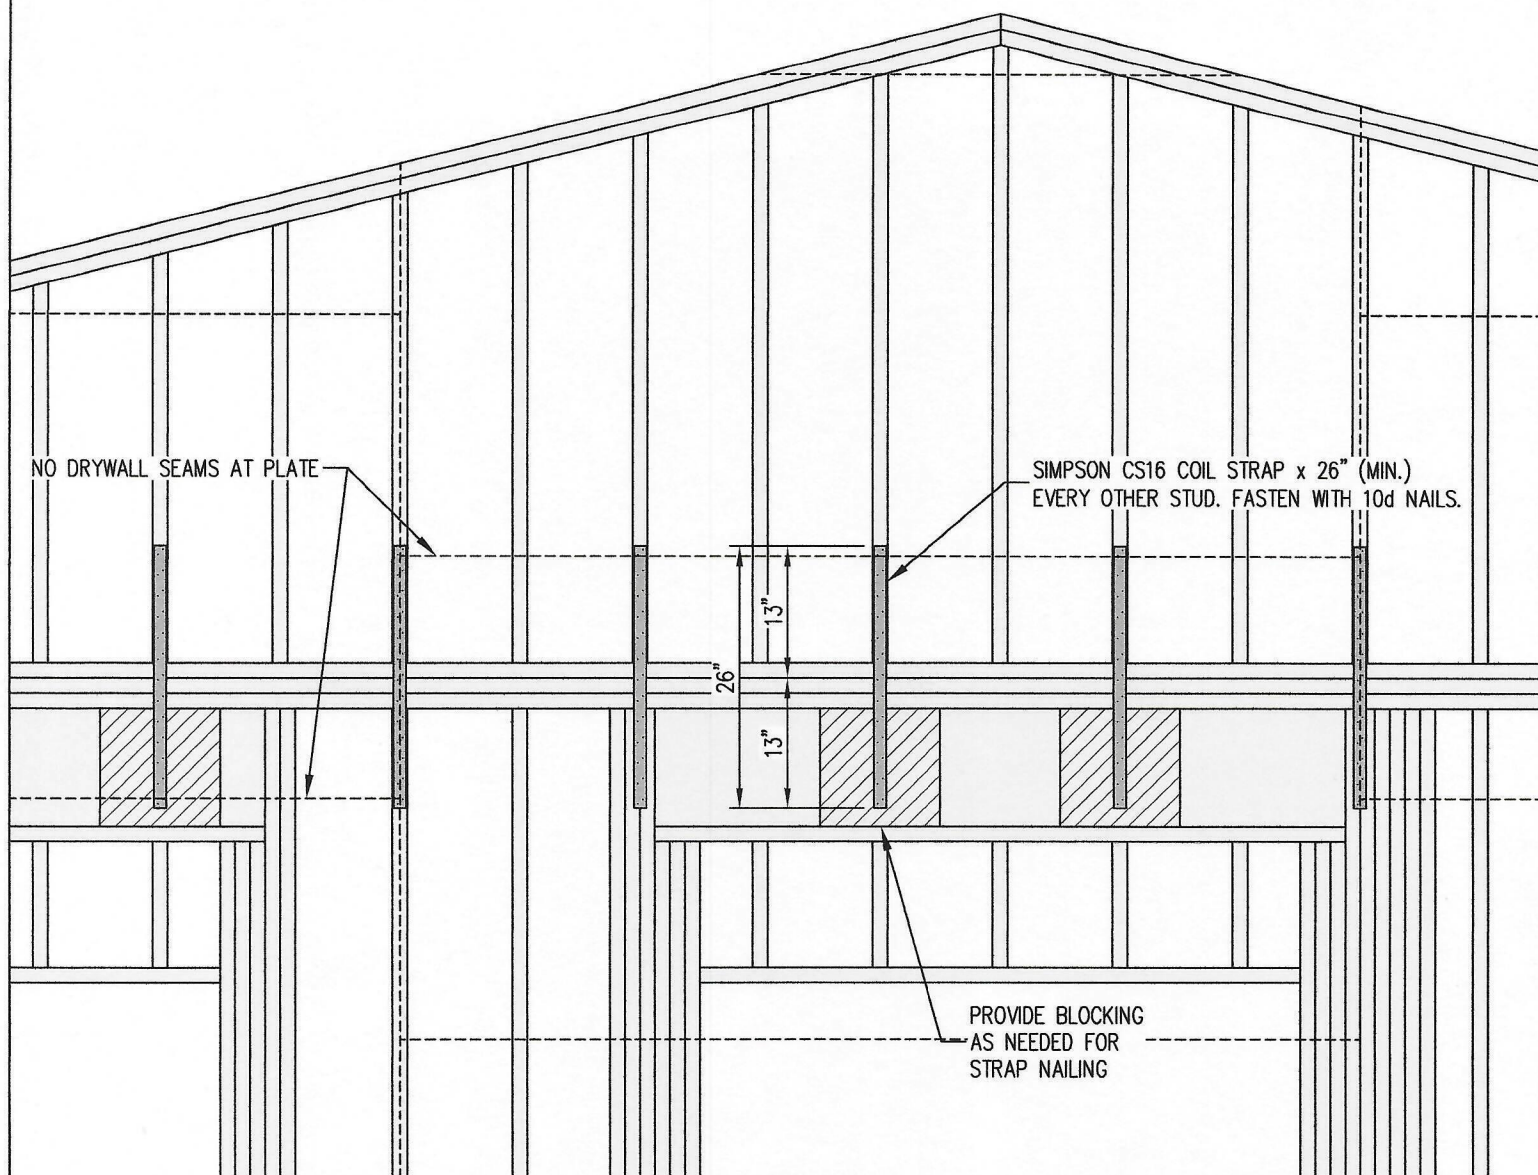 NO DRYWALL SEAMS AT PLATE
SIMPSON CS16 COIL STRAP x 26" (MIN.)
EVERY OTHER STUD. FASTEN WITH 10d NAILS.
13"
26"
13"
PROVIDE BLOCKING
AS NEEDED FOR
STRAP NAILING